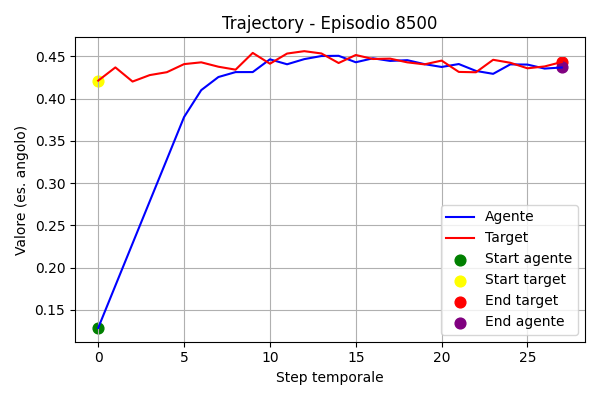 Trajectory - Episodio 8500
Valore (es. angolo)
0.45
0.40
0.35
0.30
0.25
0.20
0.15
0 5 10 15 20 25
Step temporale
Agente
Target
Start agente
Start target
End target
End agente